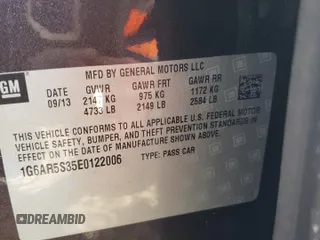 GM
MFD BY GENERAL MOTORS LLC
DATE GVWR GAWR FRT GAWR RR
09/13 KG 975 KG 1172 KG
4733 LB 2149 LB 2584 LB
THIS VEHICLE CONFORMS TO ALL APPLICABLE U.S. FEDERAL MOTOR
VEHICLE SAFETY, BUMPER, AND THEFT PREVENTION STANDARDS IN
EFFECT ON THE DATE OF MANUFACTURE SHOWN ABOVE.
1G6AR5S35E0122006 TYPE: PASS CAR
© AUTOBIDMASTER